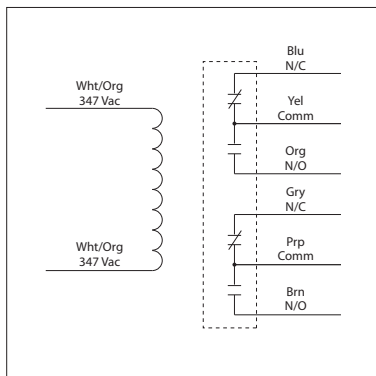 Wht/Org
347 Vac
Wht/Org
347 Vac
Blu
N/C
Yel
Comm
Org
N/O
Gry
N/C
Prp
Comm
Brn
N/O